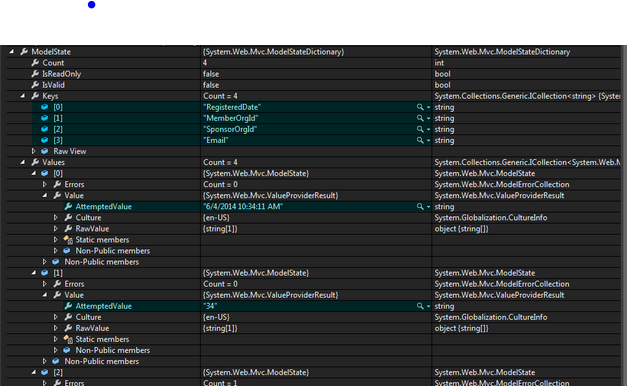 ModelState {System.Web.Mvc.ModelStateDictionary} System.Web.Mvc.ModelStateDictionary
Count 4 int
IsReadOnly false bool
IsValid false bool
Keys Count = 4 System.Collections.Generic.ICollection<string> {System
[0] "RegisteredDate" string
[1] "MemberOrgId" string
[2] "SponsorOrgId" string
[3] "Email" string
Raw View
Values Count = 4 System.Collections.Generic.ICollection<System.Web.M
[0] {System.Web.Mvc.ModelState} System.Web.Mvc.ModelState
Errors Count = 0 System.Web.Mvc.ModelErrorCollection
Value {System.Web.Mvc.ValueProviderResult} System.Web.Mvc.ValueProviderResult
AttemptedValue "6/4/2014 10:34:11 AM" string
Culture {en-US} System.Globalization.CultureInfo
RawValue {string[1]} object {string[]}
Static members
Non-Public members
Non-Public members
[1] {System.Web.Mvc.ModelState} System.Web.Mvc.ModelState
Errors Count = 0 System.Web.Mvc.ModelErrorCollection
Value {System.Web.Mvc.ValueProviderResult} System.Web.Mvc.ValueProviderResult
AttemptedValue "34" string
Culture {en-US} System.Globalization.CultureInfo
RawValue {string[1]} object {string[]}
Static members
Non-Public members
Non-Public members
[2] {System.Web.Mvc.ModelState} System.Web.Mvc.ModelState
Errors Count = 1 System.Web.Mvc.ModelErrorCollection